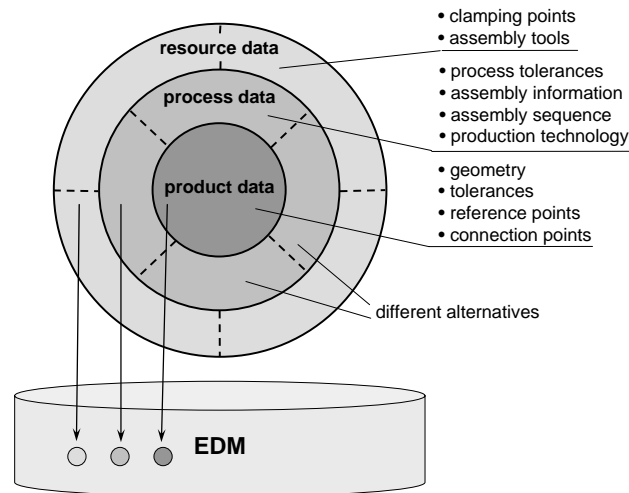 • clamping points
• assembly tools
resource data
• process tolerances
• assembly information
• assembly sequence
• production technology
process data
• geometry
• tolerances
• reference points
• connection points
product data
different alternatives
EDM